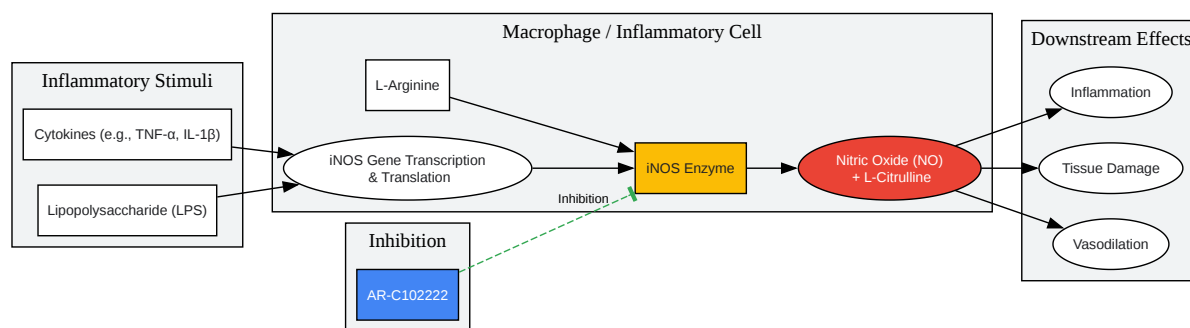 Inflammatory Stimuli
Cytokines (e.g., TNF-α, IL-1β)
Lipopolysaccharide (LPS)
Macrophage / Inflammatory Cell
L-Arginine
iNOS Gene Transcription
& Translation
iNOS Enzyme
Nitric Oxide (NO)
+ L-Citrulline
Inhibition
Inhibition
AR-C102222
Downstream Effects
Inflammation
Tissue Damage
Vasodilation